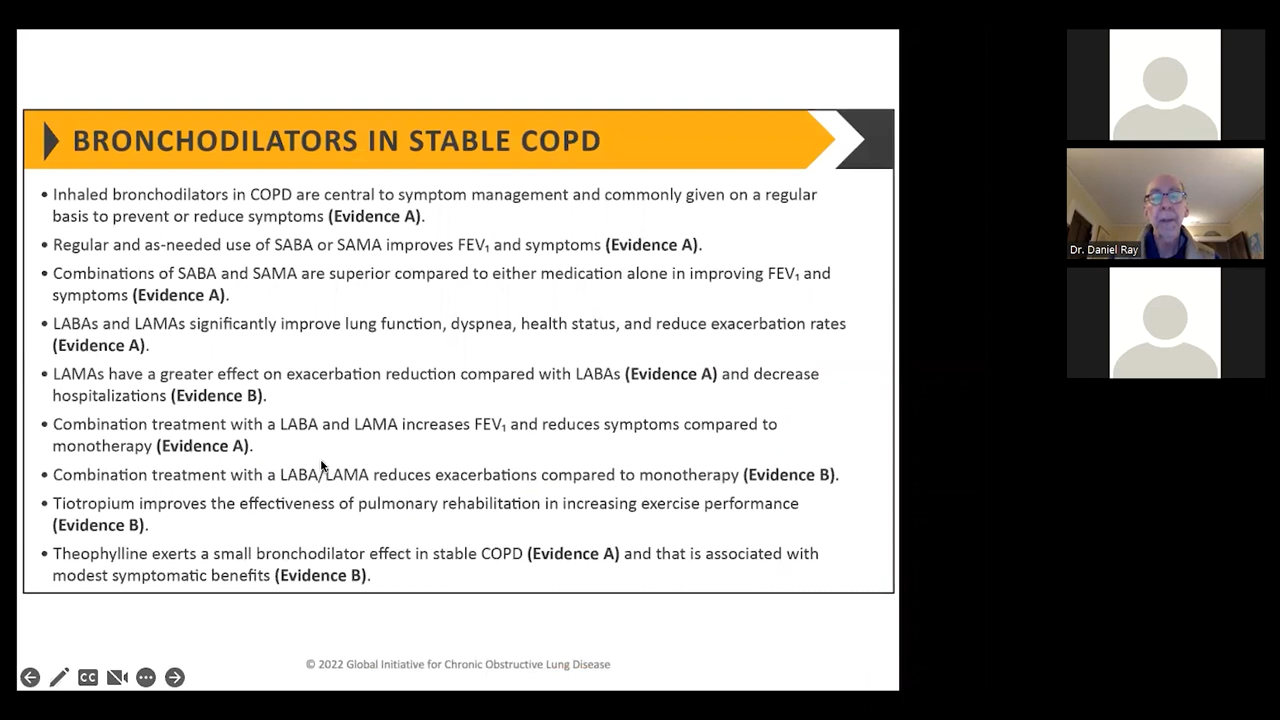 BRONCHODILATORS IN STABLE COPD
• Inhaled bronchodilators in COPD are central to symptom management and commonly given on a regular
basis to prevent or reduce symptoms (Evidence A).
• Regular and as-needed use of SABA or SAMA improves FEV₁ and symptoms (Evidence A).
• Combinations of SABA and SAMA are superior compared to either medication alone in improving FEV₁ and
symptoms (Evidence A).
• LABAs and LAMAs significantly improve lung function, dyspnea, health status, and reduce exacerbation rates
(Evidence A).
• LAMAs have a greater effect on exacerbation reduction compared with LABAs (Evidence A) and decrease
hospitalizations (Evidence B).
• Combination treatment with a LABA and LAMA increases FEV₁ and reduces symptoms compared to
monotherapy (Evidence A).
• Combination treatment with a LABA/LAMA reduces exacerbations compared to monotherapy (Evidence B).
• Tiotropium improves the effectiveness of pulmonary rehabilitation in increasing exercise performance
(Evidence B).
• Theophylline exerts a small bronchodilator effect in stable COPD (Evidence A) and that is associated with
modest symptomatic benefits (Evidence B).
© 2022 Global Initiative for Chronic Obstructive Lung Disease
CC
Dr. Daniel Ray